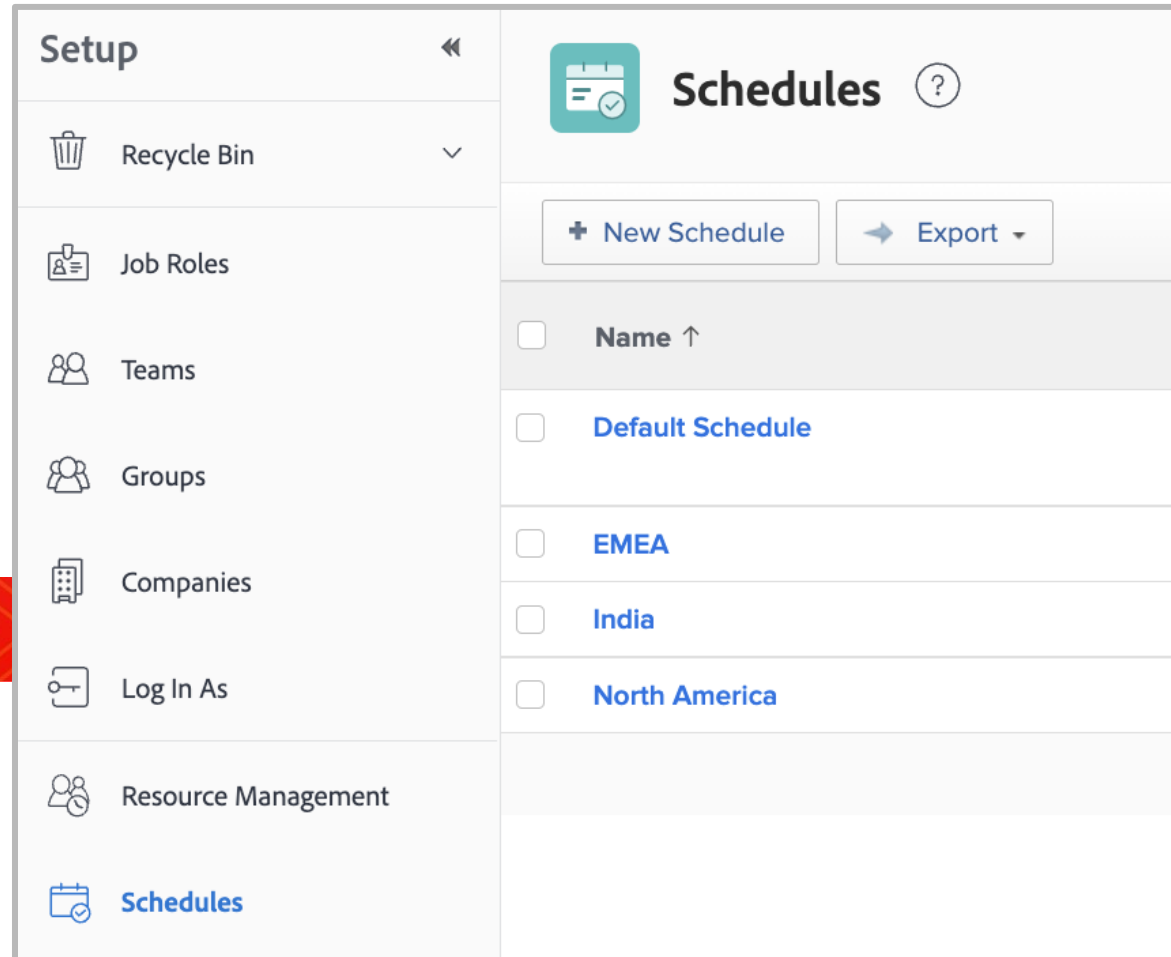 Setup
Recycle Bin
Job Roles
Teams
Groups
Companies
Log In As
Resource Management
Schedules
Schedules ?
+ New Schedule
Export
Name ↑
Default Schedule
EMEA
India
North America